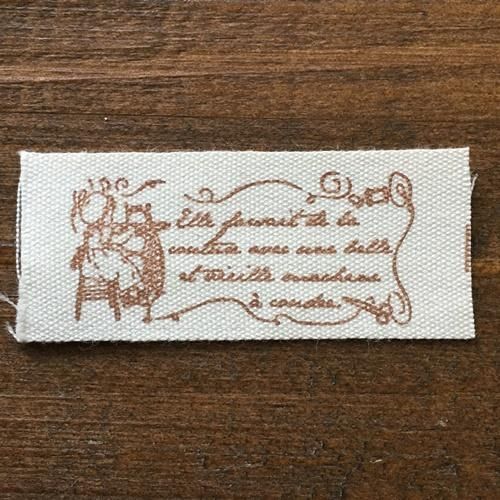 Elle faisait de la
couture avec une belle
et vieille machine
à coudre.